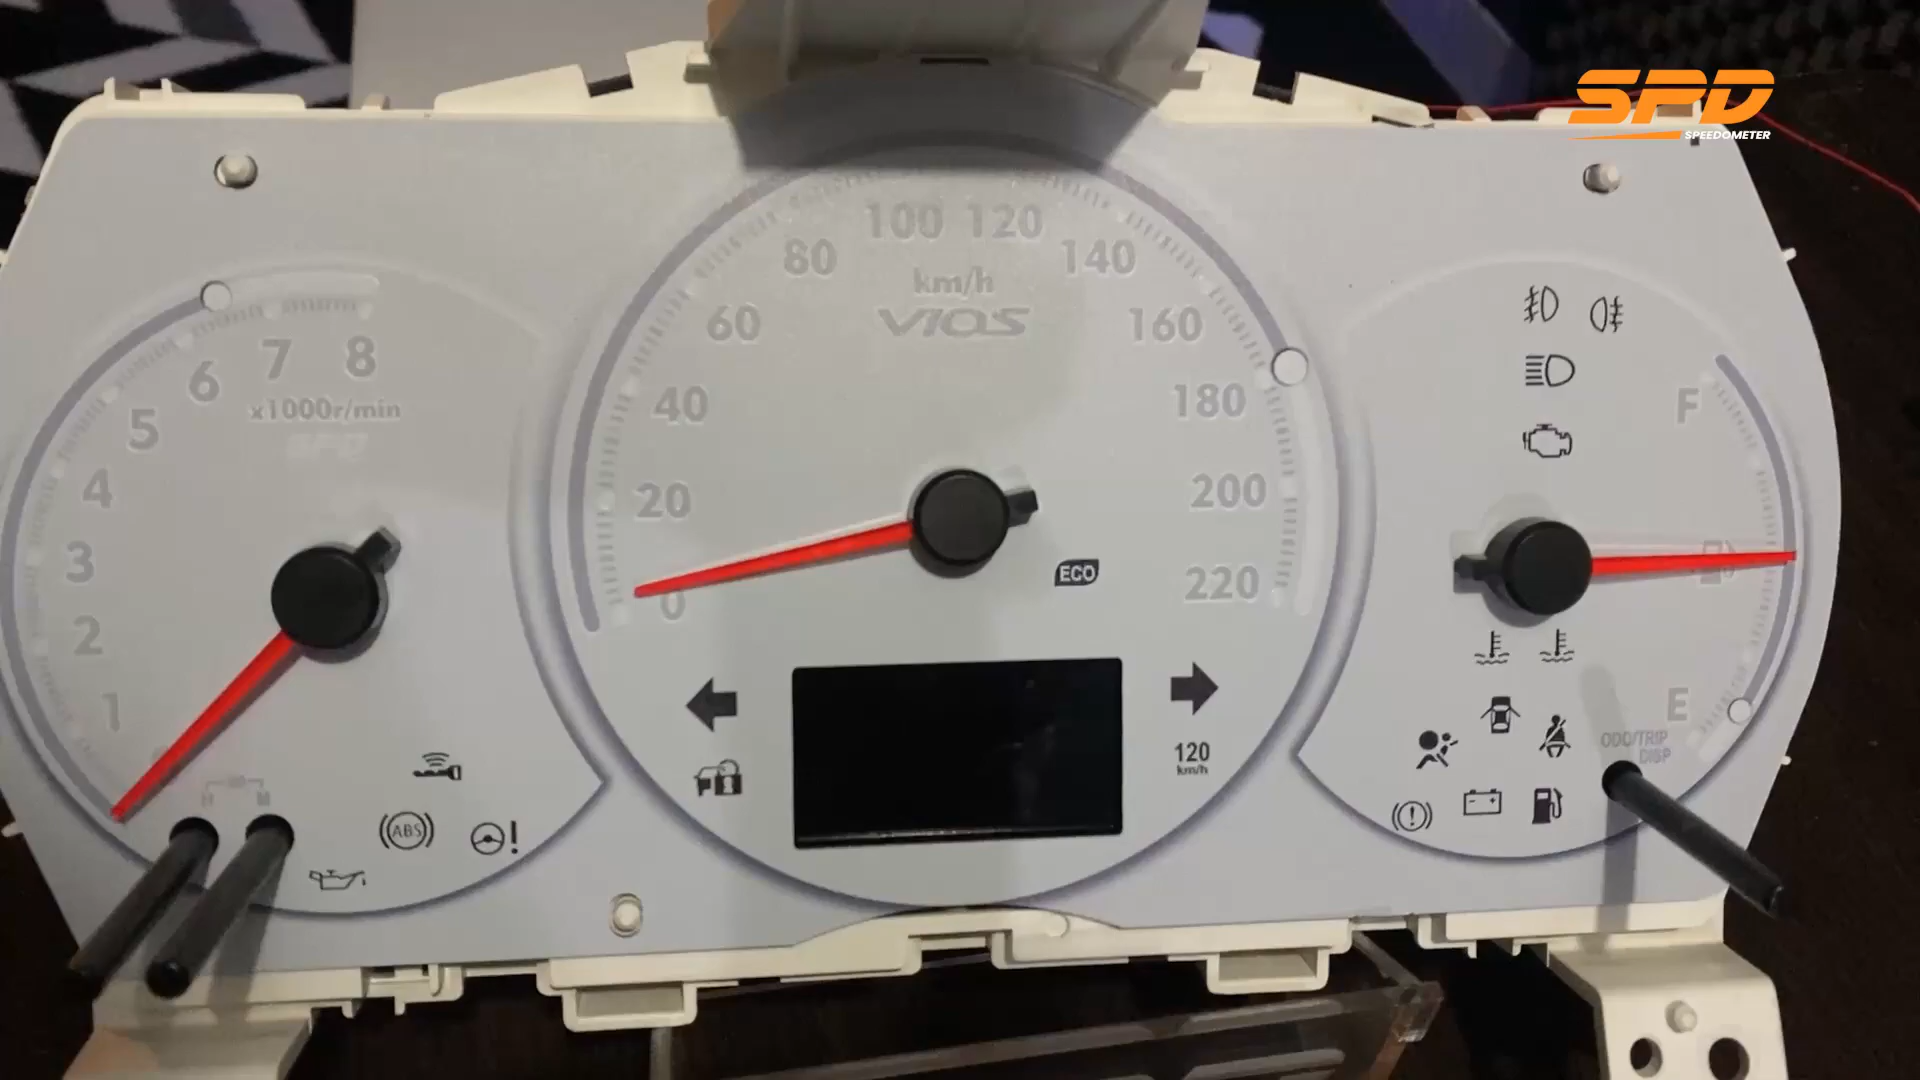 SPD
SPEEDOMETER
100 120
80
140
km/h
VIOS
60
160
40
180
20
200
0
220
ECO
120
km/h
8
7
6
5
4
3
2
1
x1000r/min
SPD
H
M
ABS
F
E
ODO/TRIP
DISP